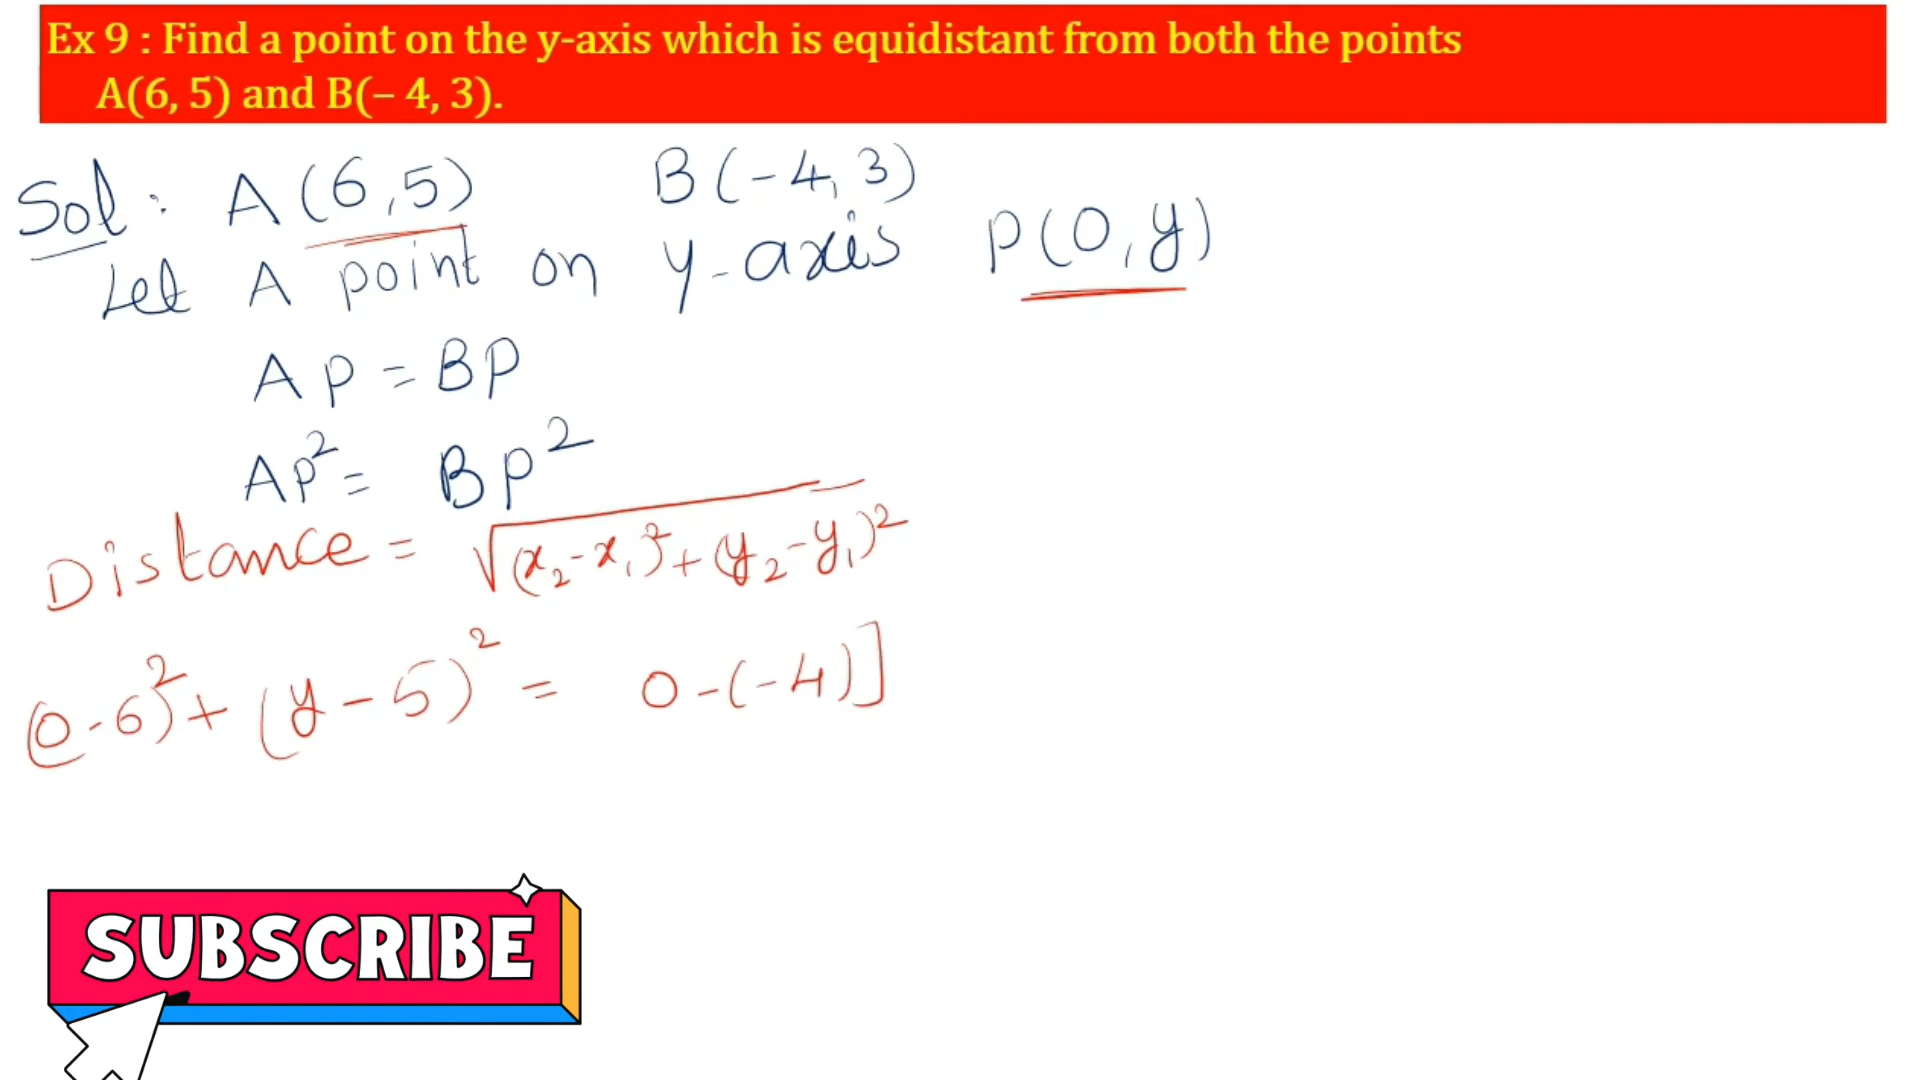 Ex 9 : Find a point on the y-axis which is equidistant from both the points
A(6, 5) and B(– 4, 3).
Sol: A(6,5) B(-4,3)
Let A point on y-axis P(0,y)
AP = BP
AP² = BP²
Distance = √(x₂-x₁)²+(y₂-y₁)²
(0-6)²+(y-5)² = 0-(-4)]
SUBSCRIBE